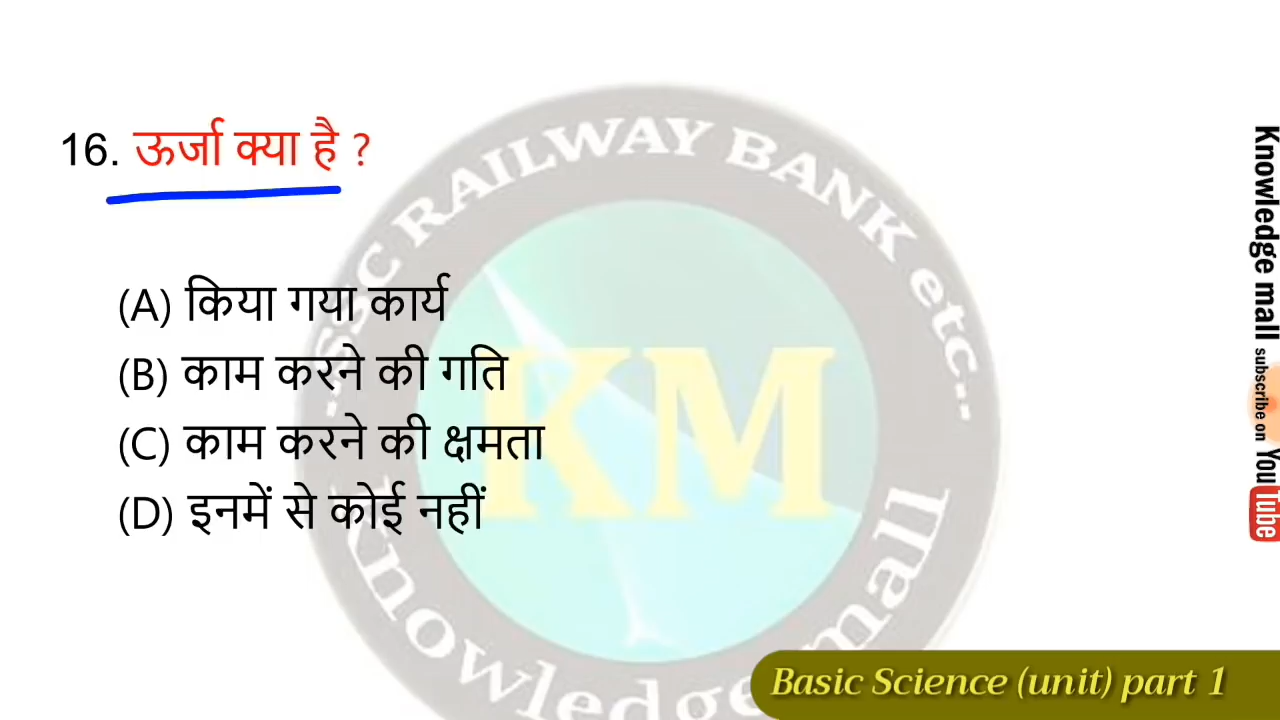 16. ऊर्जा क्या है ?
(A) किया गया कार्य
(B) काम करने की गति
(C) काम करने की क्षमता
(D) इनमें से कोई नहीं
..SSC RAILWAY BANK etc..
KM
Knowledge mall
Knowledge mall subscribe on YouTube
Basic Science (unit) part 1